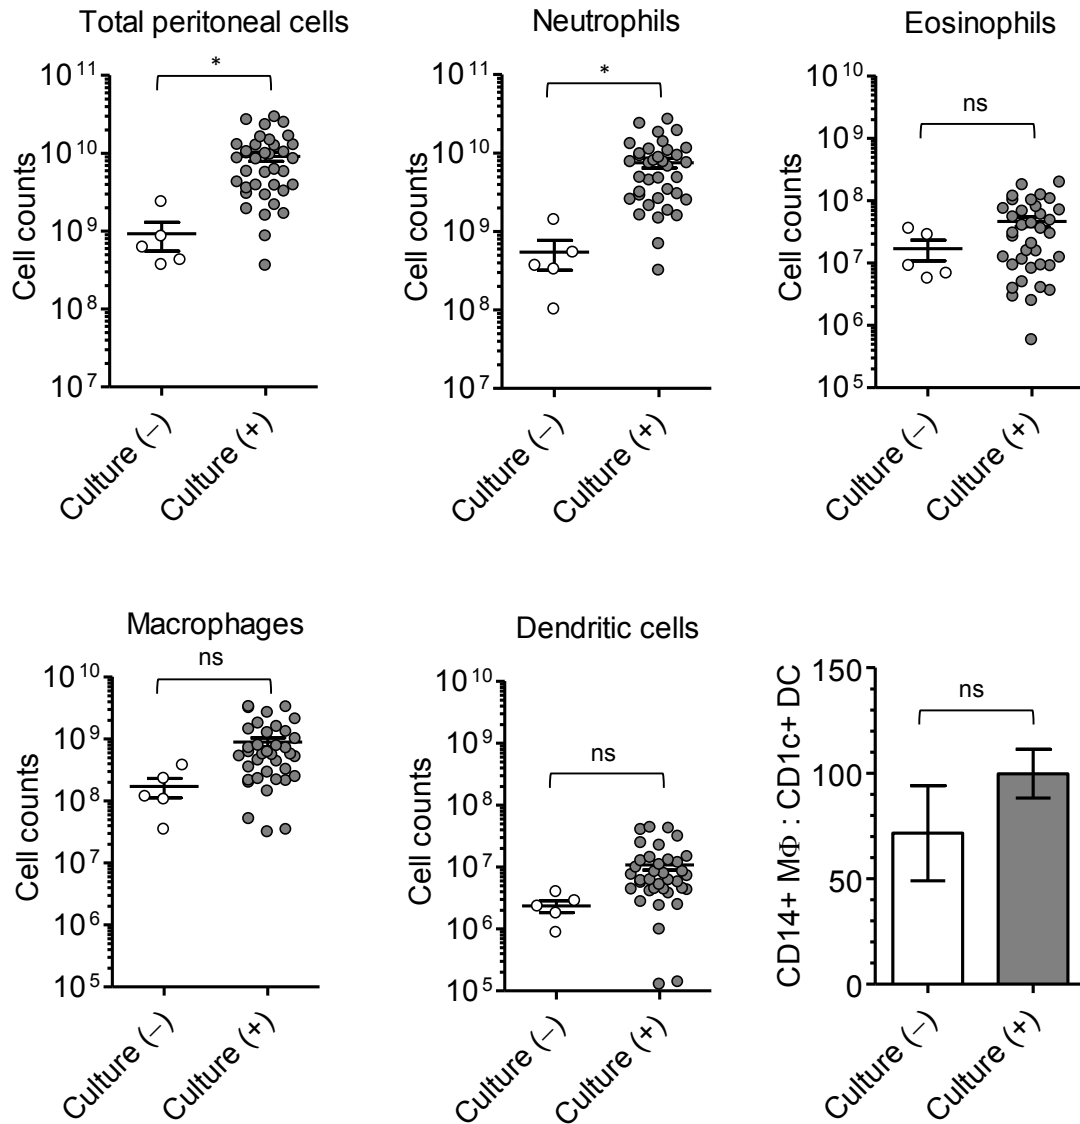 Total peritoneal cells
*
Cell counts
10^11
10^10
10^9
10^8
10^7
Culture (−)
Culture (+)
Neutrophils
*
Cell counts
10^11
10^10
10^9
10^8
10^7
Culture (−)
Culture (+)
Eosinophils
ns
Cell counts
10^10
10^9
10^8
10^7
10^6
10^5
Culture (−)
Culture (+)
Macrophages
ns
Cell counts
10^10
10^9
10^8
10^7
10^6
10^5
Culture (−)
Culture (+)
Dendritic cells
ns
Cell counts
10^10
10^9
10^8
10^7
10^6
10^5
Culture (−)
Culture (+)
ns
CD14+ MΦ : CD1c+ DC
150
100
50
0
Culture (−)
Culture (+)